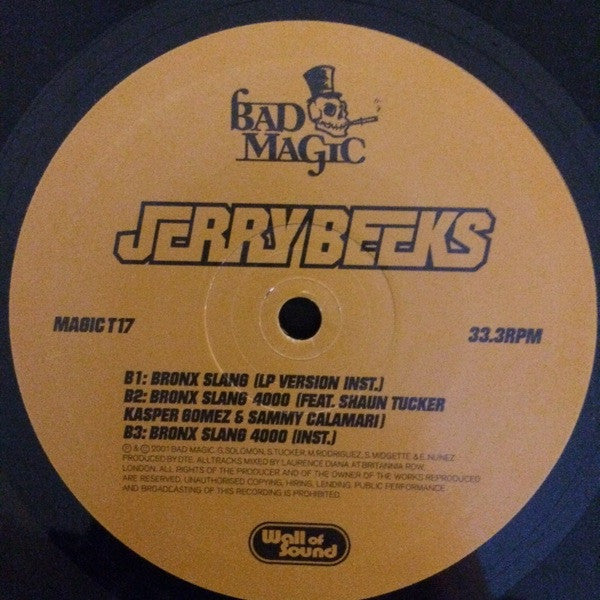 BAD
MAGIC
JERRYBEEKS
MAGIC T17
33.3RPM
B1: BRONX SLANG (LP VERSION INST.)
B2: BRONX SLANG 4000 (FEAT. SHAUN TUCKER
KASPER GOMEZ & SAMMY CALAMARI)
B3: BRONX SLANG 4000 (INST.)
℗ & © 2001 BAD MAGIC. G.SOLOMON, S.TUCKER, M.RODRIGUEZ, S. MIDGETTE & E. NUNEZ
PRODUCED BY DTE. ALL TRACKS MIXED BY LAURENCE DIANA AT BRITANNIA ROW,
LONDON. ALL RIGHTS OF THE PRODUCER AND OF THE OWNER OF THE WORKS REPRODUCED
ARE RESERVED. UNAUTHORISED COPYING, HIRING, LENDING, PUBLIC PERFORMANCE
AND BROADCASTING OF THIS RECORDING IS PROHIBITED
Wall of
Sound